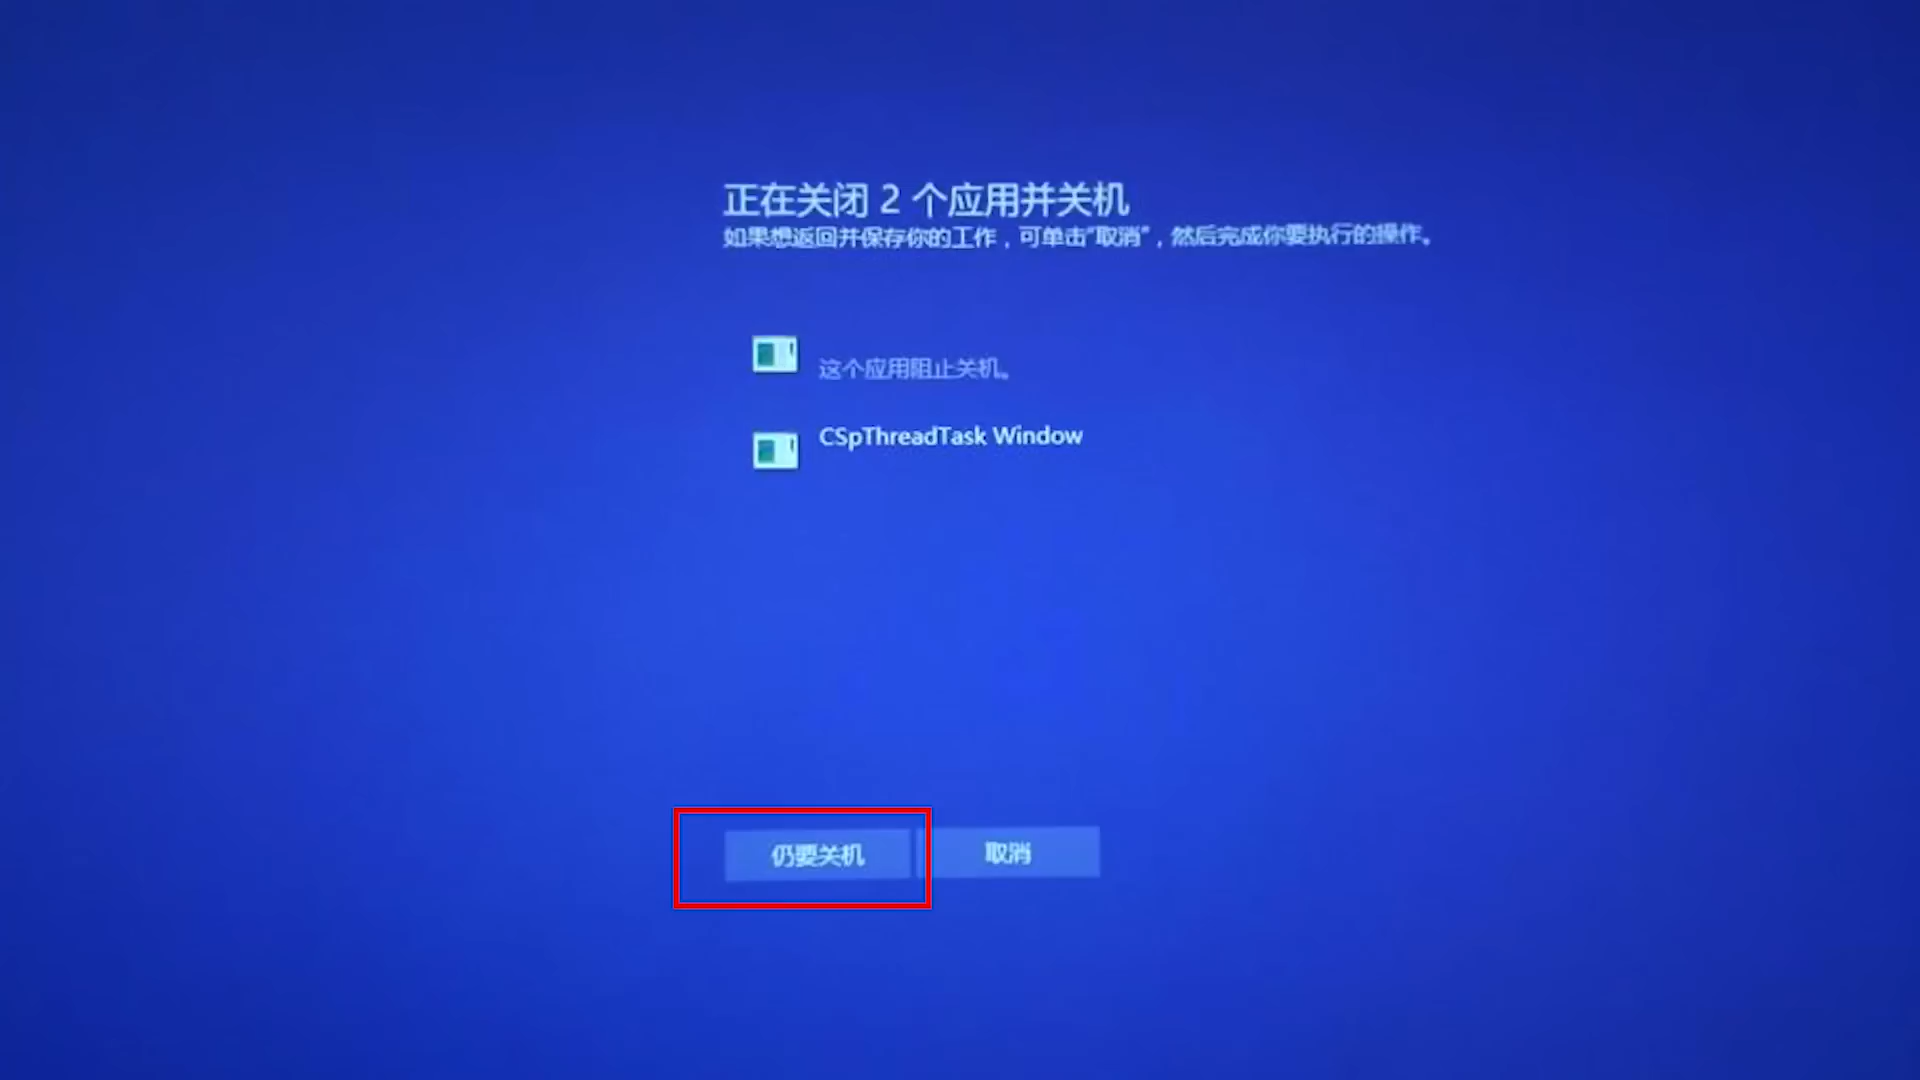 正在关闭 2 个应用并关机
如果想返回并保存你的工作，可单击"取消"，然后完成你要执行的操作。
这个应用阻止关机。
CSpThreadTask Window
仍要关机
取消